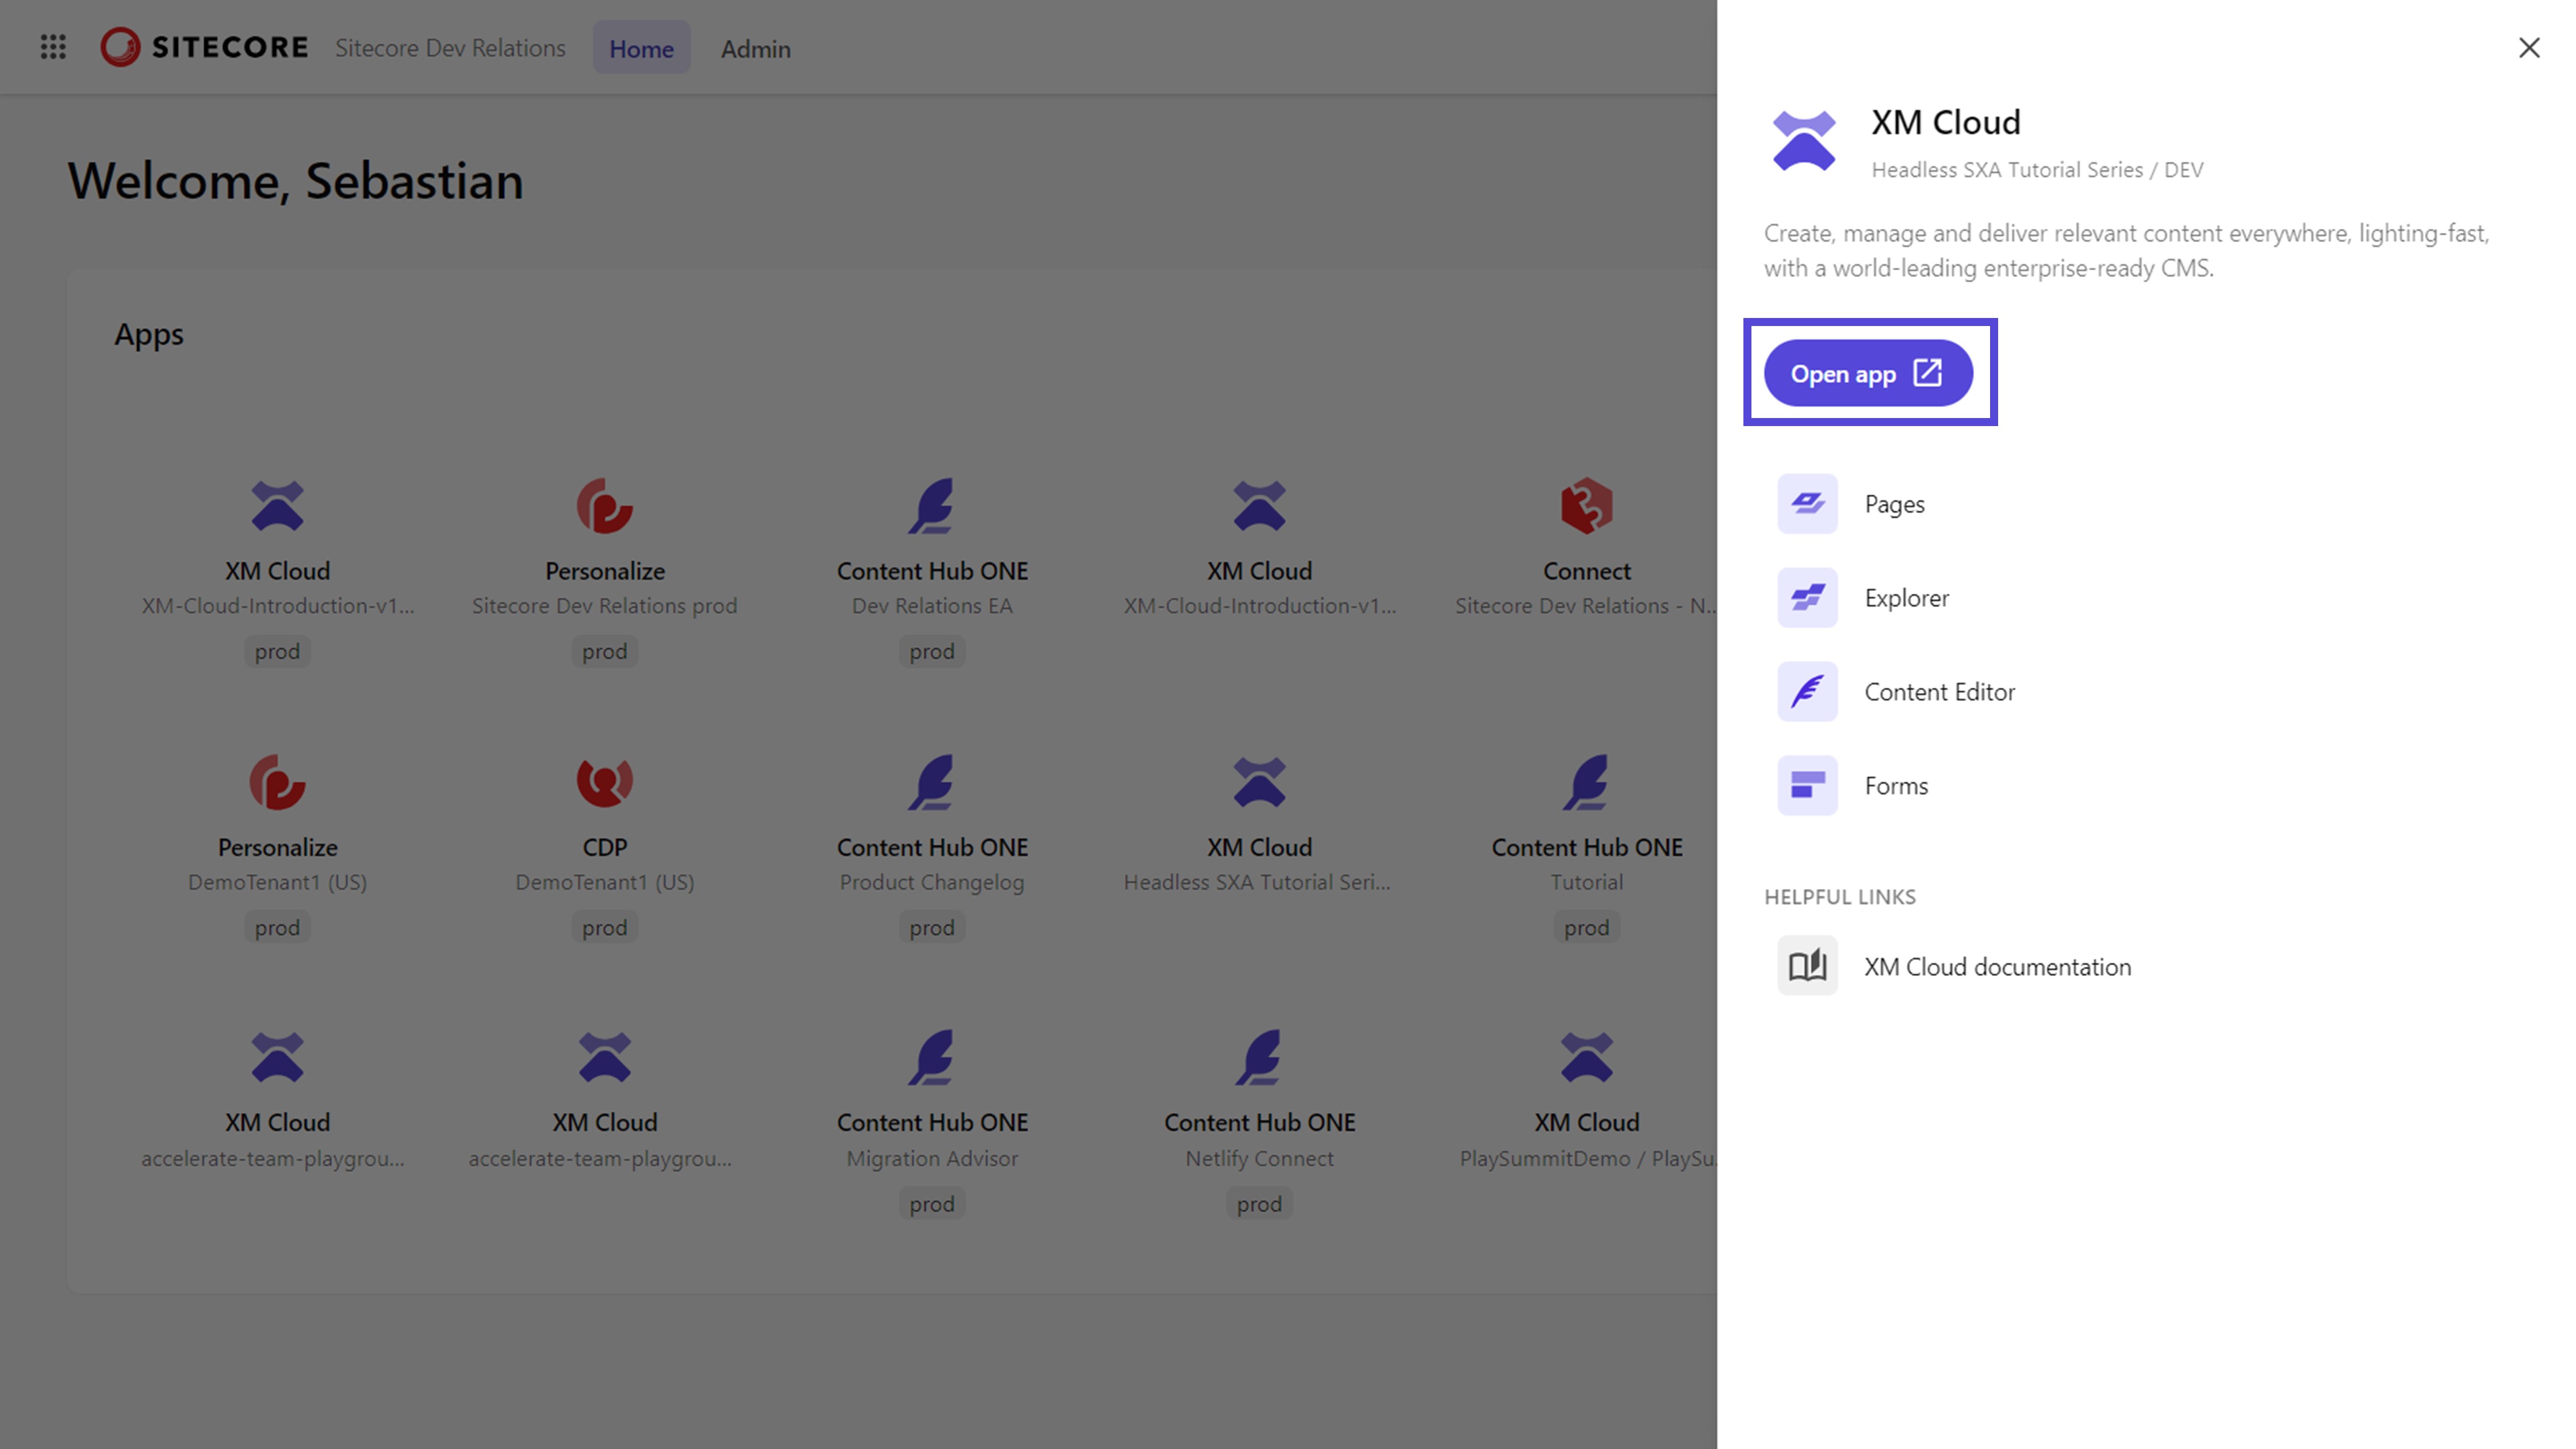 SITECORE Sitecore Dev Relations Home Admin
Welcome, Sebastian
Apps
XM Cloud
XM-Cloud-Introduction-v1...
prod
Personalize
Sitecore Dev Relations prod
prod
Content Hub ONE
Dev Relations EA
prod
XM Cloud
XM-Cloud-Introduction-v1...
Connect
Sitecore Dev Relations - N...
Personalize
DemoTenant1 (US)
prod
CDP
DemoTenant1 (US)
prod
Content Hub ONE
Product Changelog
prod
XM Cloud
Headless SXA Tutorial Seri...
Content Hub ONE
Tutorial
prod
XM Cloud
accelerate-team-playgrou...
XM Cloud
accelerate-team-playgrou...
Content Hub ONE
Migration Advisor
prod
Content Hub ONE
Netlify Connect
prod
XM Cloud
PlaySummitDemo / PlaySu...
XM Cloud
Headless SXA Tutorial Series / DEV
Create, manage and deliver relevant content everywhere, lighting-fast,
with a world-leading enterprise-ready CMS.
Open app
Pages
Explorer
Content Editor
Forms
HELPFUL LINKS
XM Cloud documentation